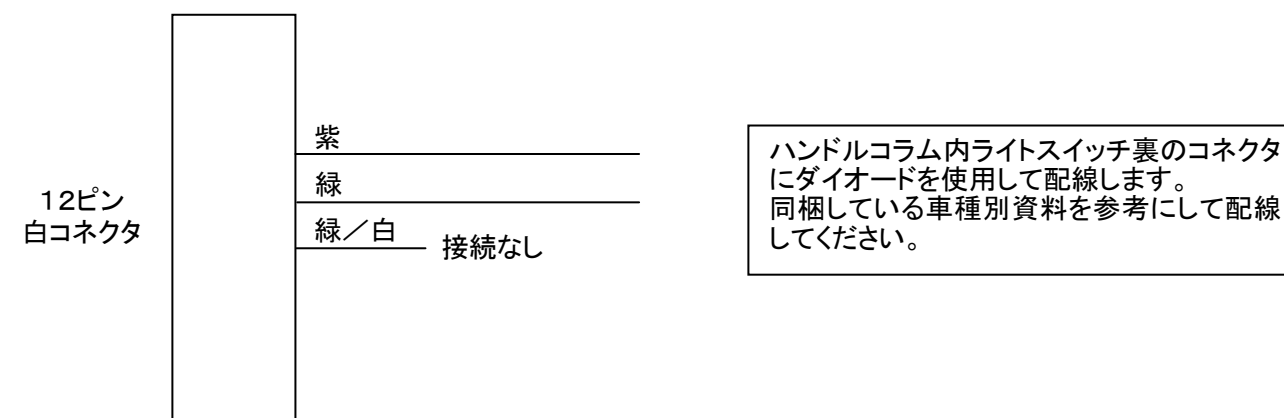 12ピン
白コネクタ
紫
緑
緑/白
接続なし
ハンドルコラム内ライトスイッチ裏のコネクタ
にダイオードを使用して配線します。
同梱している車種別資料を参考にして配線
してください。